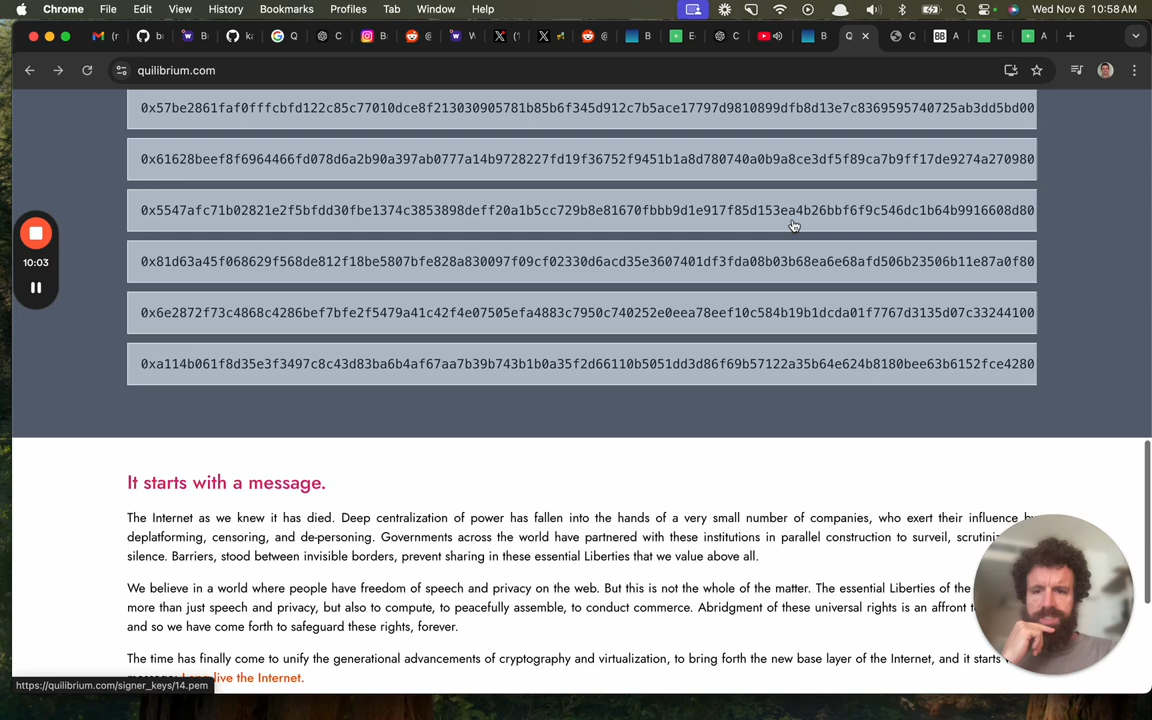 Chrome File Edit View History Bookmarks Profiles Tab Window Help Wed Nov 6 10:58 AM
quilibrium.com
0x57be2861faf0fffcbfd122c85c77010dce8f213030905781b85b6f345d912c7b5ace17797d9810899dfb8d13e7c8369595740725ab3dd5bd00
0x61628beef8f6964466fd078d6a2b90a397ab0777a14b9728227fd19f36752f9451b1a8d780740a0b9a8ce3df5f89ca7b9ff17de9274a270980
0x5547afc71b02821e2f5bfdd30fbe1374c3853898deff20a1b5cc729b8e81670fbbb9d1e917f85d153ea4b26bbf6f9c546dc1b64b9916608d80
10:03
0x81d63a45f068629f568de812f18be5807bfe828a830097f09cf02330d6acd35e3607401df3fda08b03b68ea6e68afd506b23506b11e87a0f80
0x6e2872f73c4868c4286bef7bfe2f5479a41c42f4e07505efa4883c7950c740252e0eea78eef10c584b19b1dcda01f7767d3135d07c33244100
0xa114b061f8d35e3f3497c8c43d83ba6b4af67aa7b39b743b1b0a35f2d66110b5051dd3d86f69b57122a35b64e624b8180bee63b6152fce4280
It starts with a message.
The Internet as we knew it has died. Deep centralization of power has fallen into the hands of a very small number of companies, who exert their influence by
deplatforming, censoring, and de-personing. Governments across the world have partnered with these institutions in parallel construction to surveil,
silence. Barriers, stood between invisible borders, prevent sharing in these essential Liberties that we value above all.
We believe in a world where people have freedom of speech and privacy on the web. But this is not the whole of the matter. The essential Liberties of the
more than just speech and privacy, but also to compute, to peacefully assemble, to conduct commerce. Abridgment of these universal rights is an affront
and so we have come forth to safeguard these rights, forever.
The time has finally come to unify the generational advancements of cryptography and virtualization, to bring forth the new base layer of the Internet, and it starts
live the Internet.
https://quilibrium.com/signer_keys/14.pem